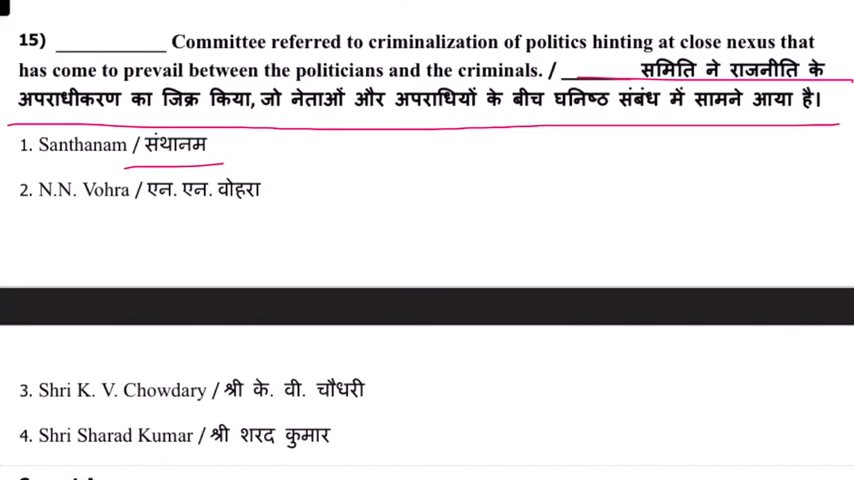 15) __________ Committee referred to criminalization of politics hinting at close nexus that
has come to prevail between the politicians and the criminals. / ______ समिति ने राजनीति के
अपराधीकरण का जिक्र किया, जो नेताओं और अपराधियों के बीच घनिष्ठ संबंध में सामने आया है।
1. Santhanam / संथानम
2. N.N. Vohra / एन. एन. वोहरा
3. Shri K. V. Chowdary / श्री के. वी. चौधरी
4. Shri Sharad Kumar / श्री शरद कुमार